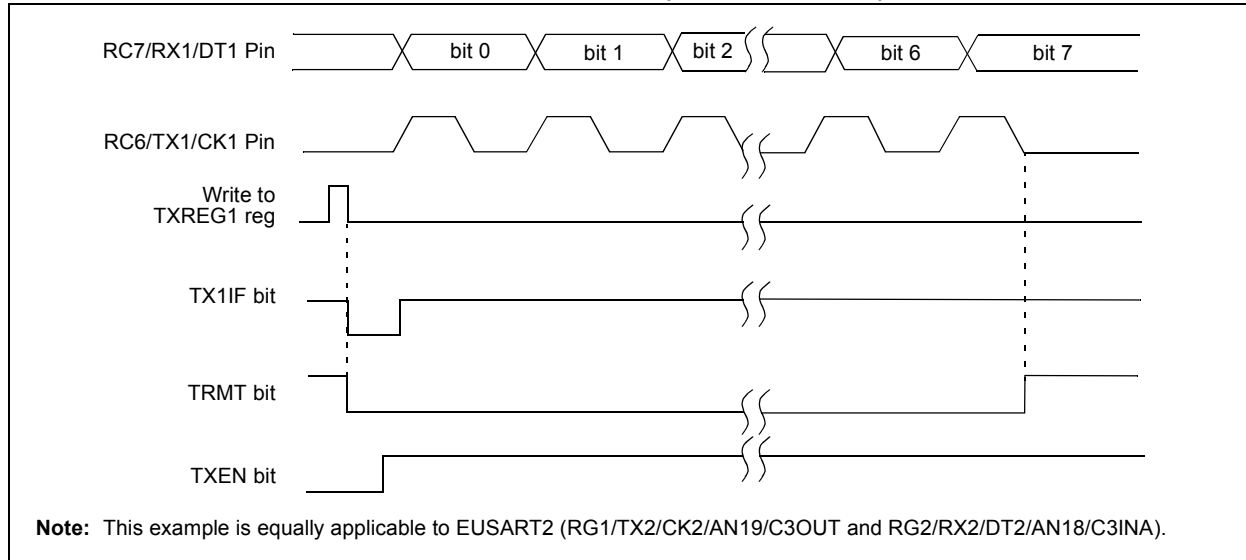 RC7/RX1/DT1 Pin
bit 0
bit 1
bit 2
bit 6
bit 7
RC6/TX1/CK1 Pin
Write to
TXREG1 reg
TX1IF bit
TRMT bit
TXEN bit
Note: This example is equally applicable to EUSART2 (RG1/TX2/CK2/AN19/C3OUT and RG2/RX2/DT2/AN18/C3INA).